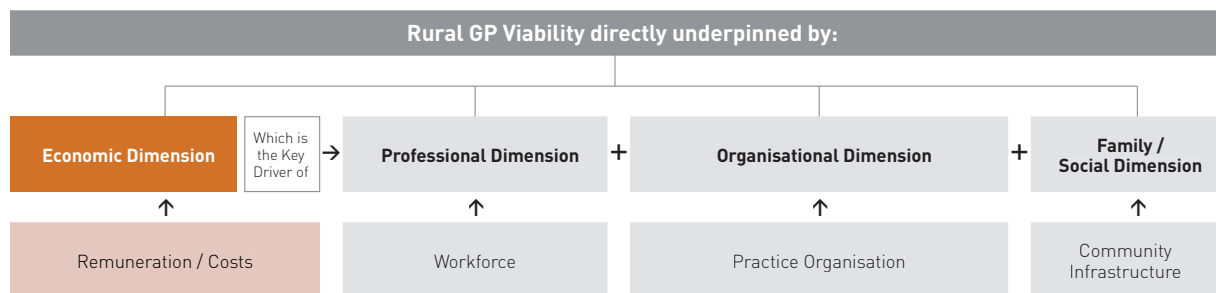 Rural GP Viability directly underpinned by:
Economic Dimension
Which is
the Key
Driver of
→
Professional Dimension
+
Organisational Dimension
+
Family /
Social Dimension
Remuneration / Costs
Workforce
Practice Organisation
Community
Infrastructure